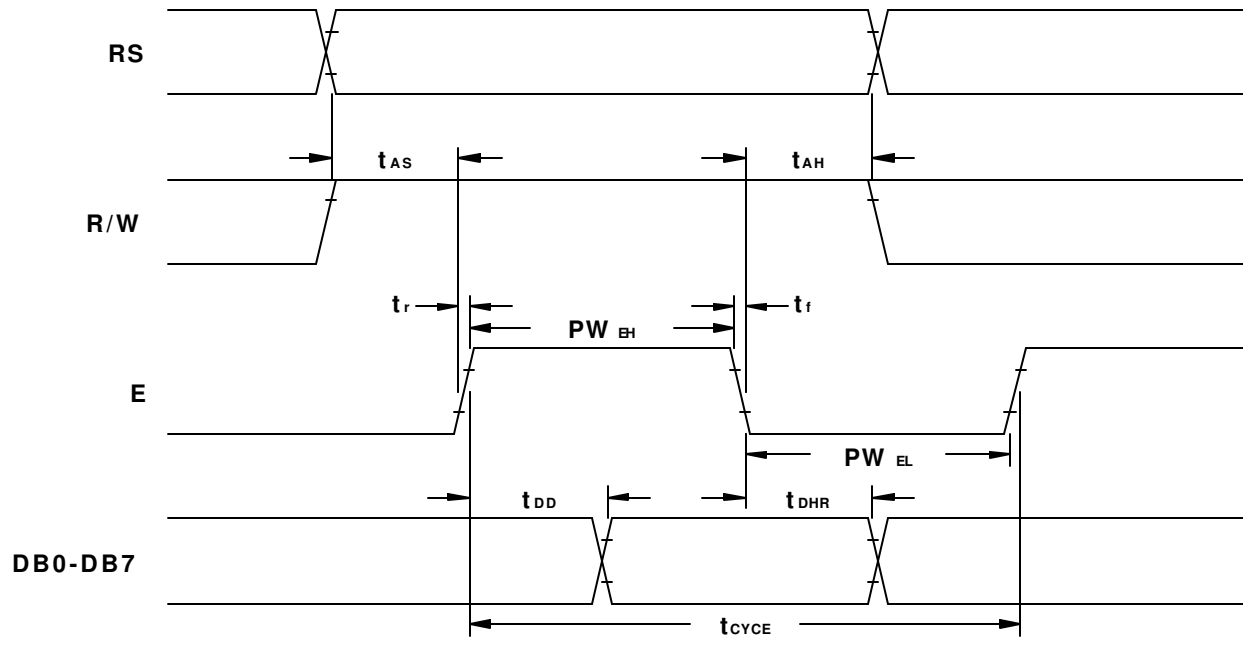 RS
tAS
tAH
R/W
tr
tf
PW EH
E
PW EL
tDD
tDHR
DB0-DB7
tCYCE